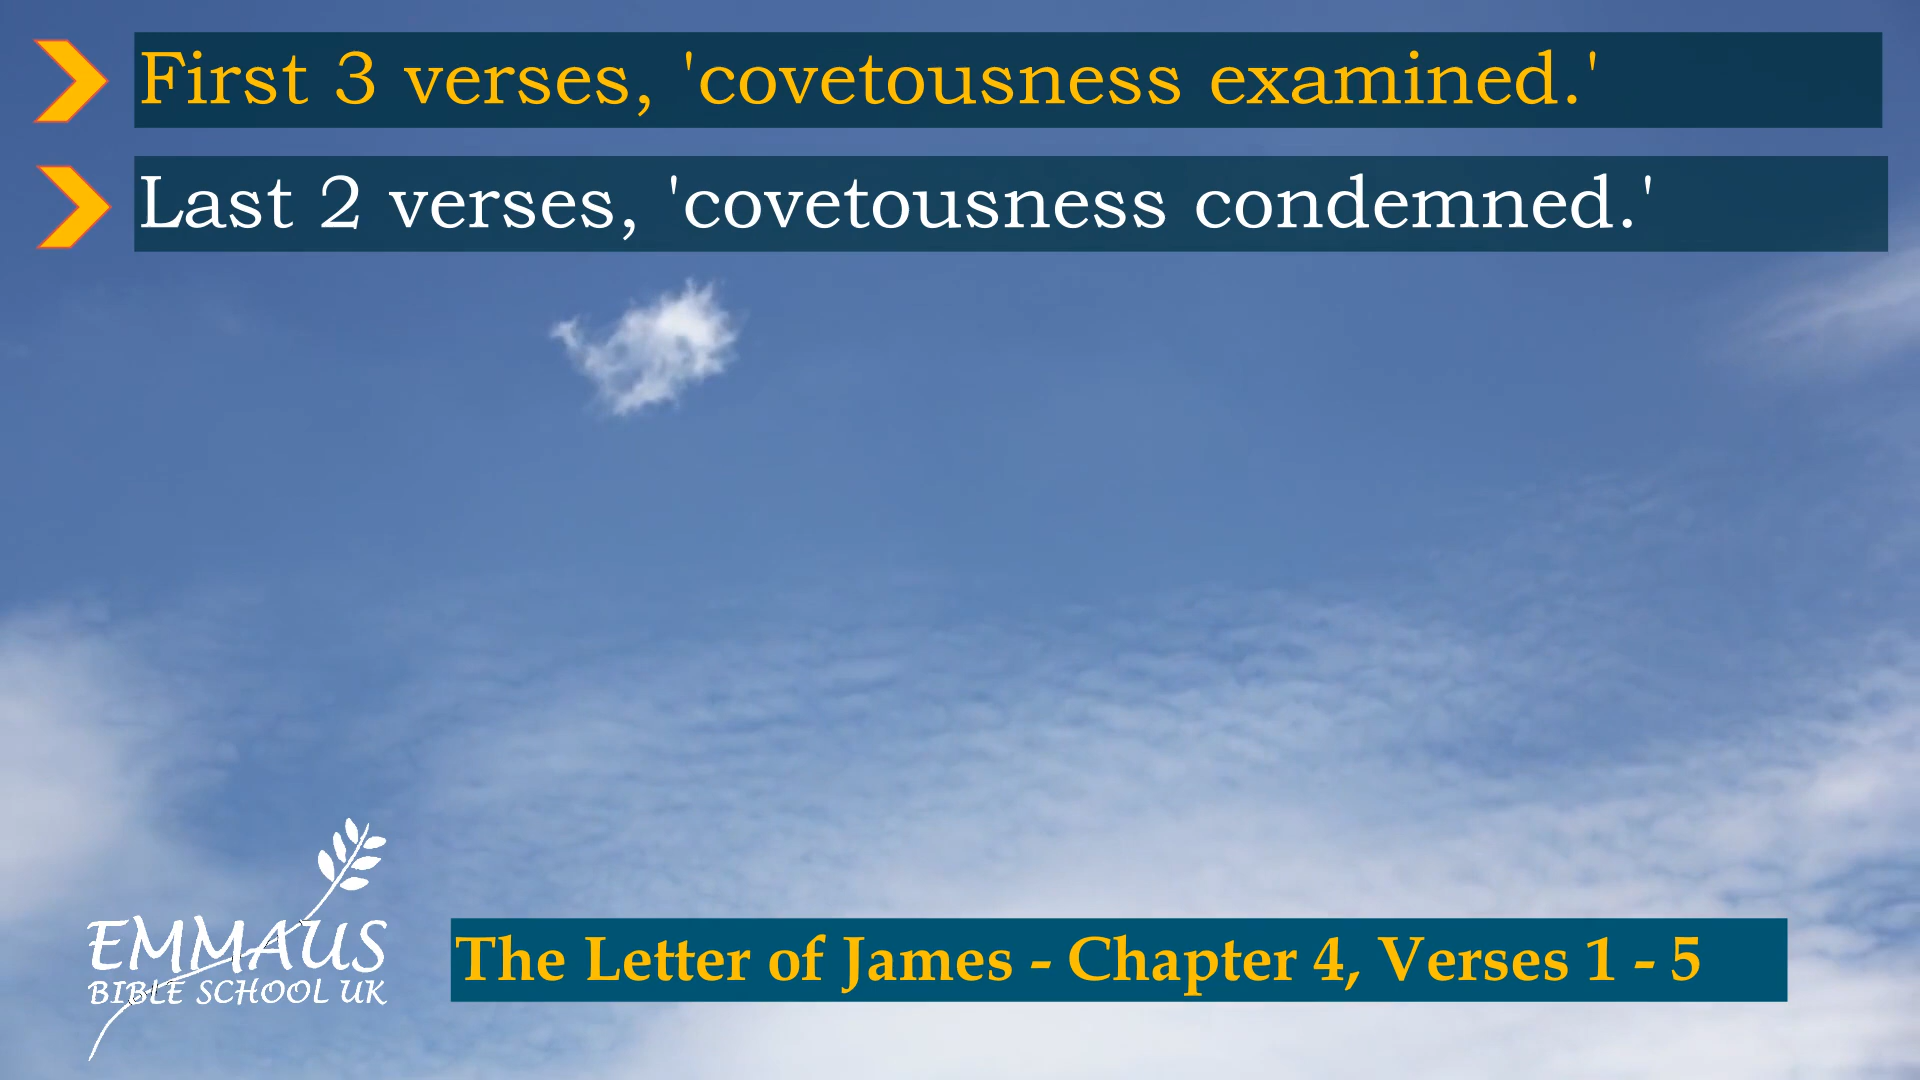 First 3 verses, 'covetousness examined.'
Last 2 verses, 'covetousness condemned.'
EMMAUS
BIBLE SCHOOL UK
The Letter of James - Chapter 4, Verses 1 - 5